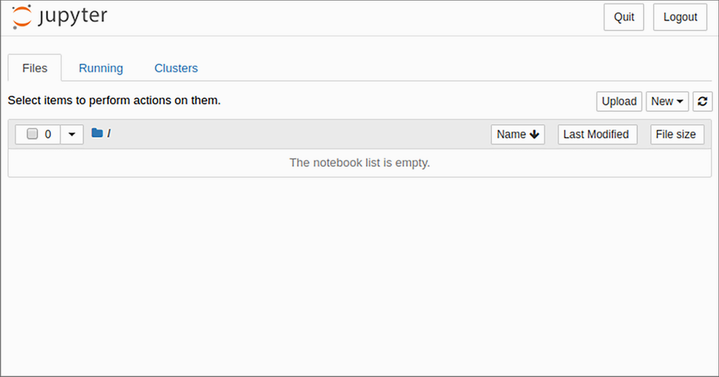 jupyter Quit Logout
Files Running Clusters
Select items to perform actions on them. Upload New
0 / Name Last Modified File size
The notebook list is empty.